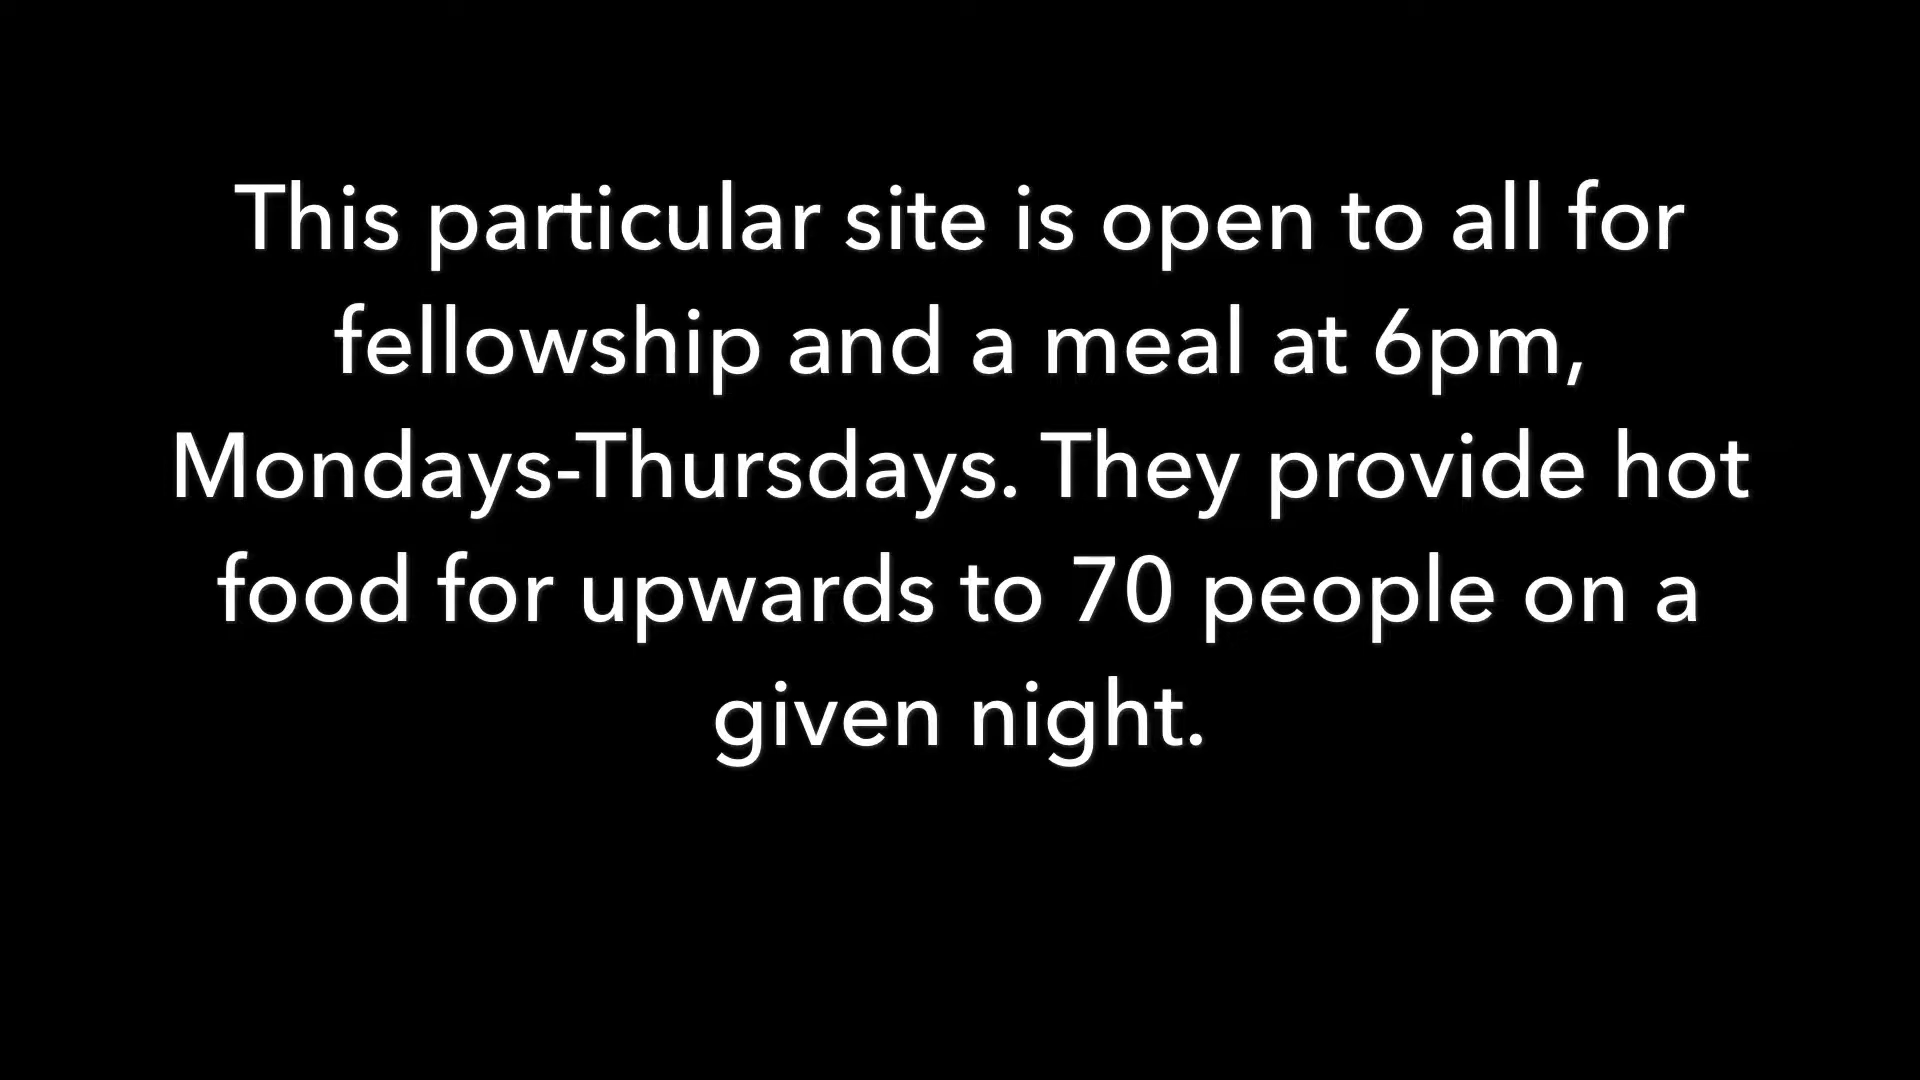 This particular site is open to all for
fellowship and a meal at 6pm,
Mondays-Thursdays. They provide hot
food for upwards to 70 people on a
given night.